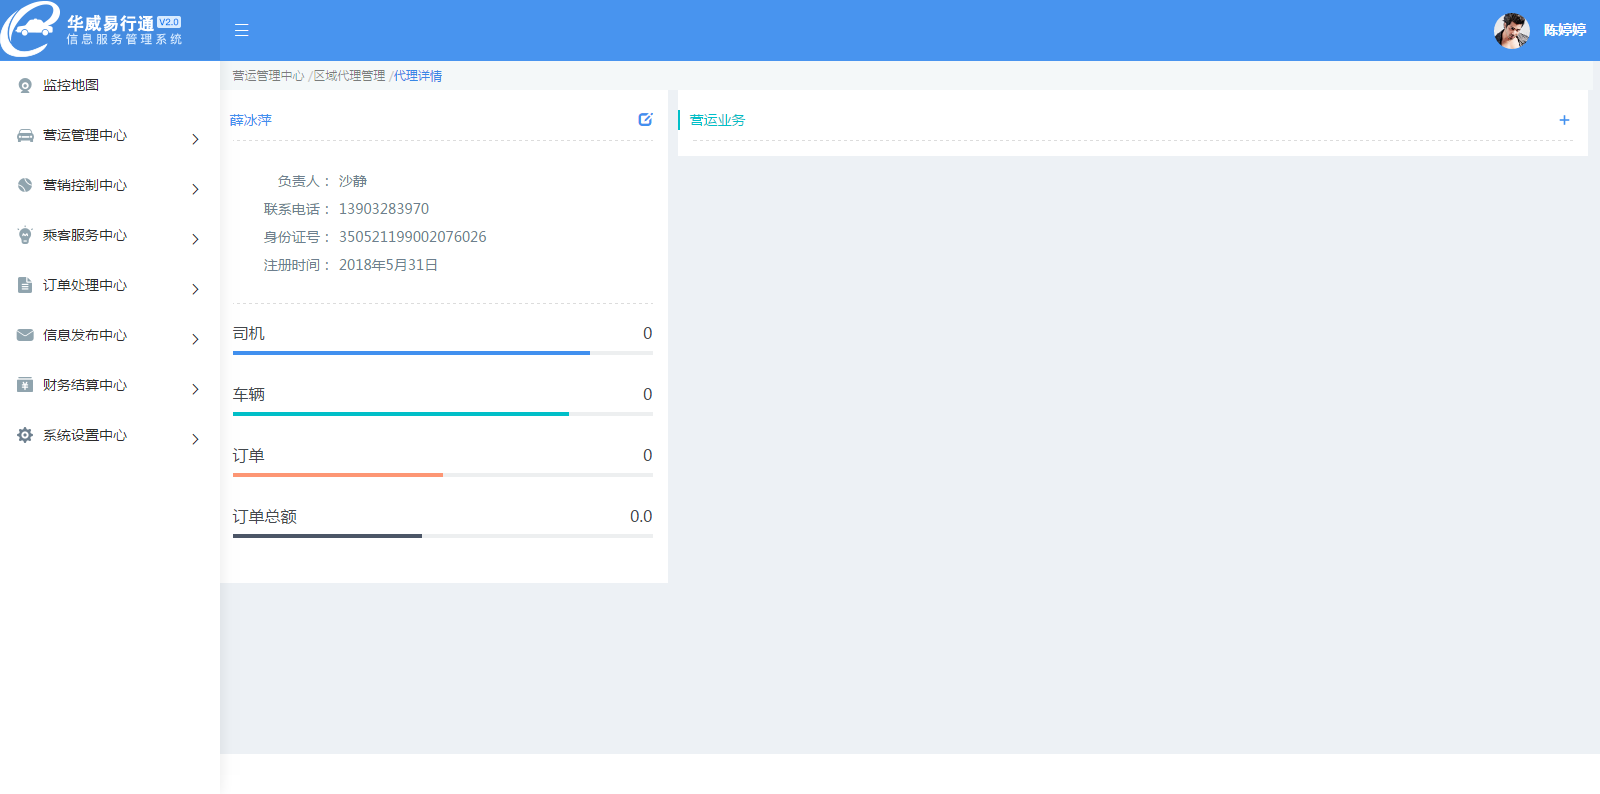 华威易行通 V2.0
信息服务管理系统
陈婷婷
监控地图
营运管理中心
营销控制中心
乘客服务中心
订单处理中心
信息发布中心
财务结算中心
系统设置中心
营运管理中心 /区域代理管理 /代理详情
薛冰萍
负责人： 沙静
联系电话： 13903283970
身份证号： 350521199002076026
注册时间： 2018年5月31日
司机 0
车辆 0
订单 0
订单总额 0.0
营运业务 +